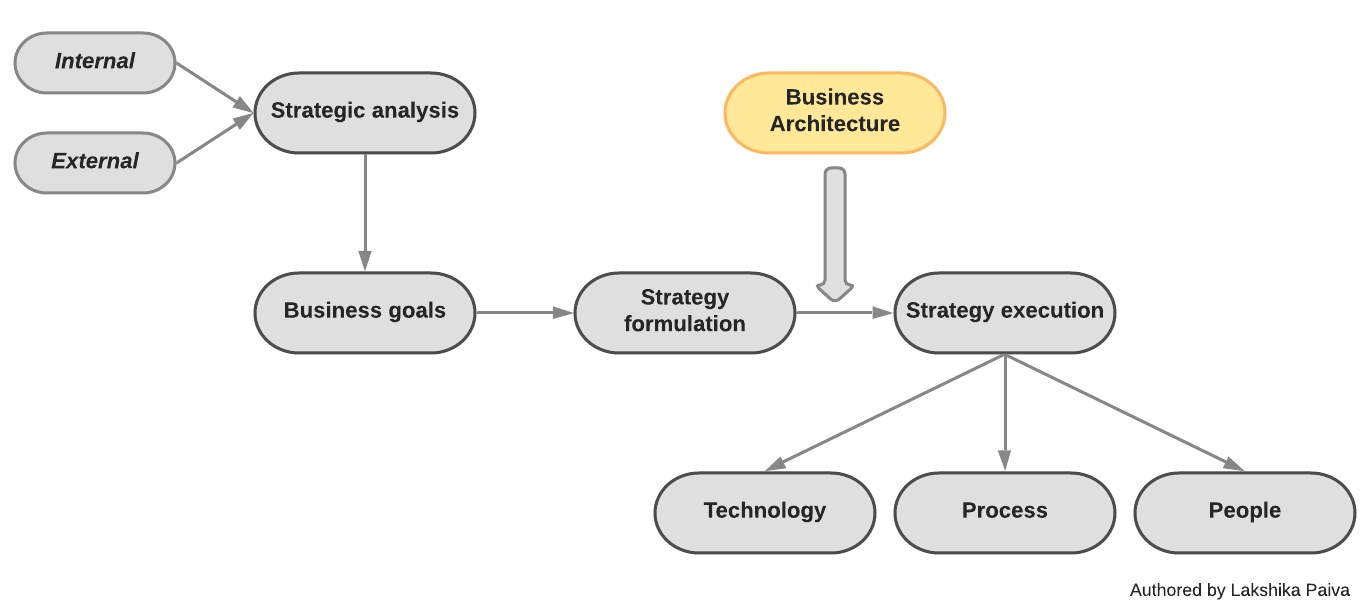 Internal
External
Strategic analysis
Business
Architecture
Business goals
Strategy
formulation
Strategy execution
Technology
Process
People
Authored by Lakshika Paiva